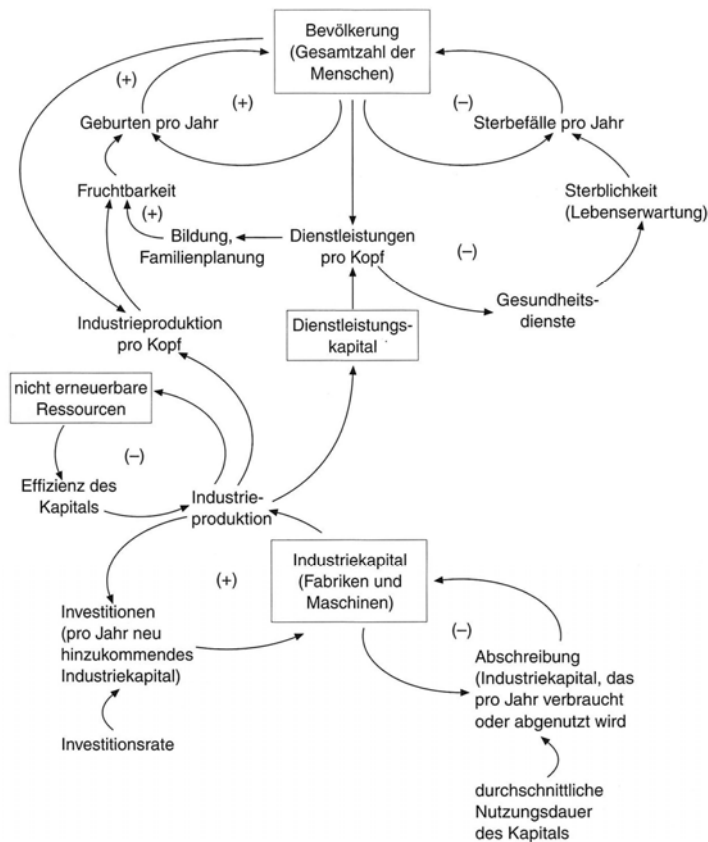 Bevölkerung
(Gesamtzahl der
Menschen)
(+)
(+)
(–)
Geburten pro Jahr
Sterbefälle pro Jahr
Fruchtbarkeit
(+)
Sterblichkeit
(Lebenserwartung)
Bildung,
Familienplanung
Dienstleistungen
pro Kopf
(–)
Gesundheits-
dienste
Industrieproduktion
pro Kopf
Dienstleistungs-
kapital
nicht erneuerbare
Ressourcen
(–)
Effizienz des
Kapitals
Industrie-
produktion
Industriekapital
(Fabriken und
Maschinen)
(+)
Investitionen
(pro Jahr neu
hinzukommendes
Industriekapital)
(–)
Abschreibung
(Industriekapital, das
pro Jahr verbraucht
oder abgenutzt wird
Investitionsrate
durchschnittliche
Nutzungsdauer
des Kapitals